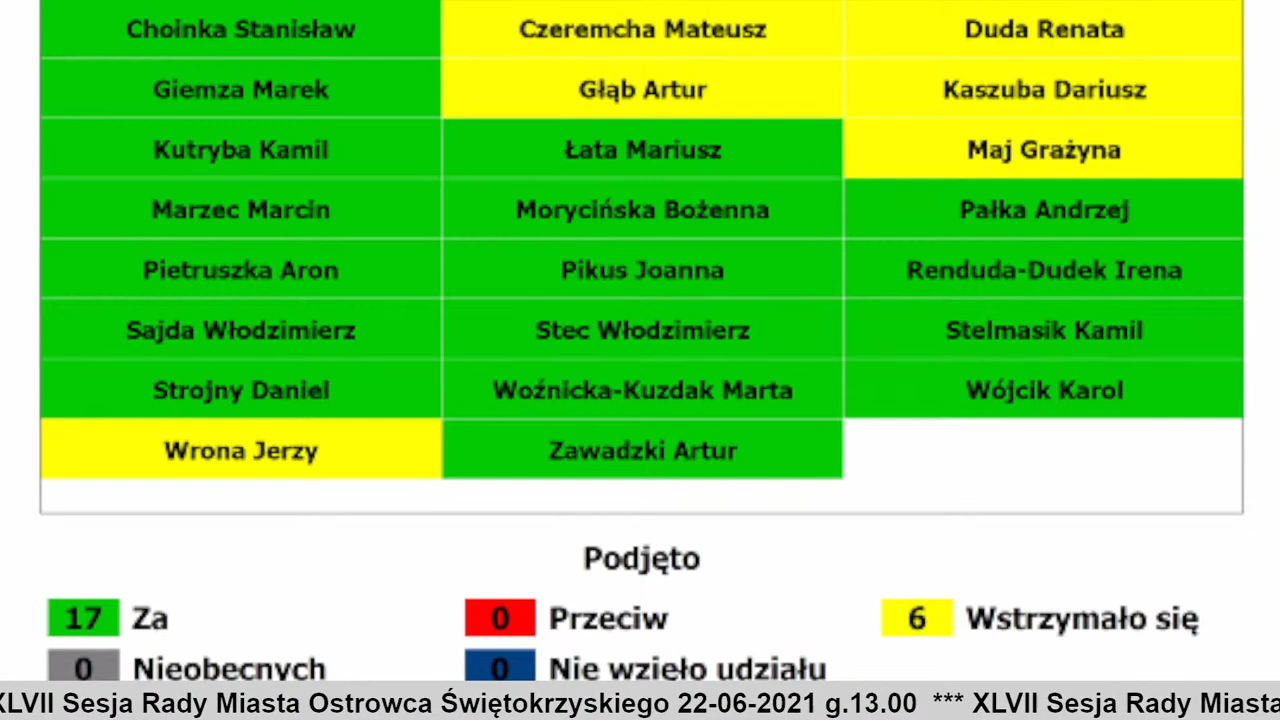 Choinka Stanisław Czeremcha Mateusz Duda Renata
Giemza Marek Głąb Artur Kaszuba Dariusz
Kutryba Kamil Łata Mariusz Maj Grażyna
Marzec Marcin Morycińska Bożenna Pałka Andrzej
Pietruszka Aron Pikus Joanna Renduda-Dudek Irena
Sajda Włodzimierz Stec Włodzimierz Stelmasik Kamil
Strojny Daniel Woźnicka-Kuzdak Marta Wójcik Karol
Wrona Jerzy Zawadzki Artur
Podjęto
17 Za 0 Przeciw 6 Wstrzymało się
0 Nieobecnych 0 Nie wzięło udziału
XLVII Sesja Rady Miasta Ostrowca Świętokrzyskiego 22-06-2021 g.13.00 *** XLVII Sesja Rady Miasta